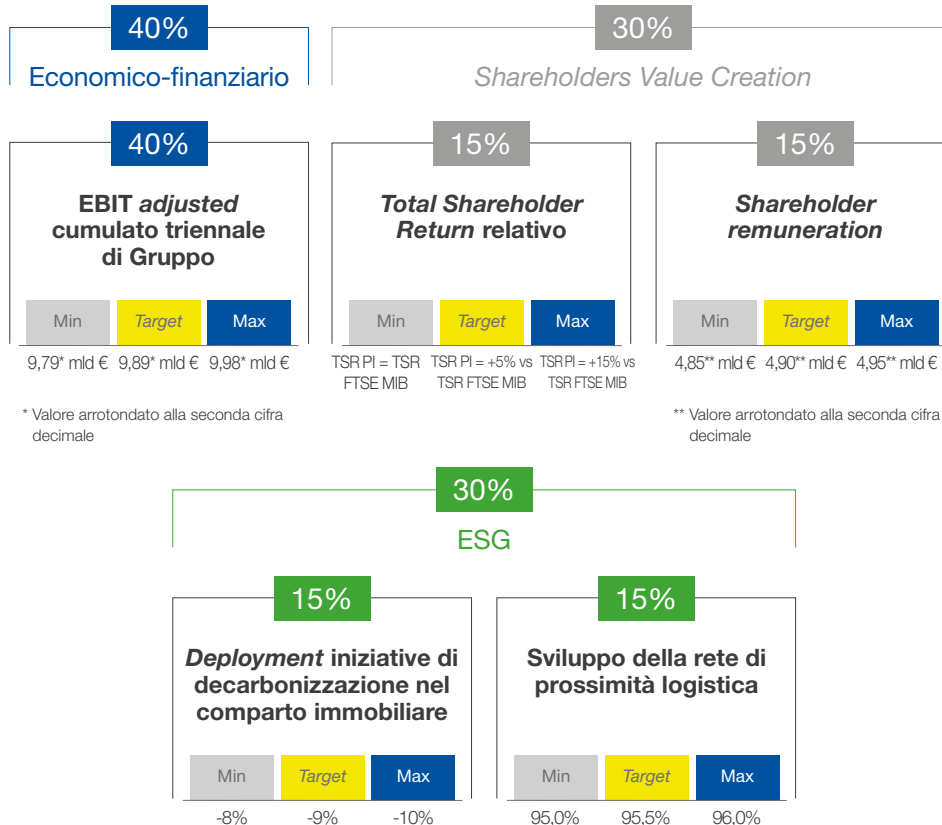 40%
Economico-finanziario
30%
Shareholders Value Creation
40%
EBIT adjusted
cumulato triennale
di Gruppo
Min Target Max
9,79* mld € 9,89* mld € 9,98* mld €
* Valore arrotondato alla seconda cifra
decimale
15%
Total Shareholder
Return relativo
Min Target Max
TSR PI = TSR TSR PI = +5% vs TSR PI = +15% vs
FTSE MIB TSR FTSE MIB TSR FTSE MIB
15%
Shareholder
remuneration
Min Target Max
4,85** mld € 4,90** mld € 4,95** mld €
** Valore arrotondato alla seconda cifra
decimale
30%
ESG
15%
Deployment iniziative di
decarbonizzazione nel
comparto immobiliare
Min Target Max
-8% -9% -10%
15%
Sviluppo della rete di
prossimità logistica
Min Target Max
95,0% 95,5% 96,0%